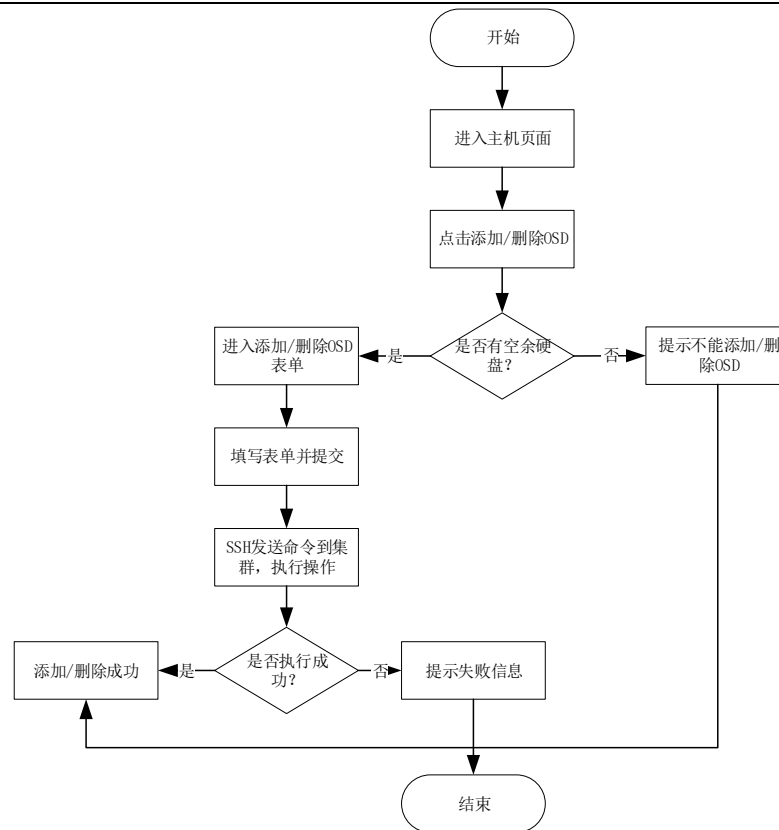 开始
进入主机页面
点击添加/删除OSD
是否有空余硬
盘?
是
否
进入添加/删除OSD
表单
提示不能添加/删
除OSD
填写表单并提交
SSH发送命令到集
群，执行操作
是否执行成
功?
是
否
添加/删除成功
提示失败信息
结束